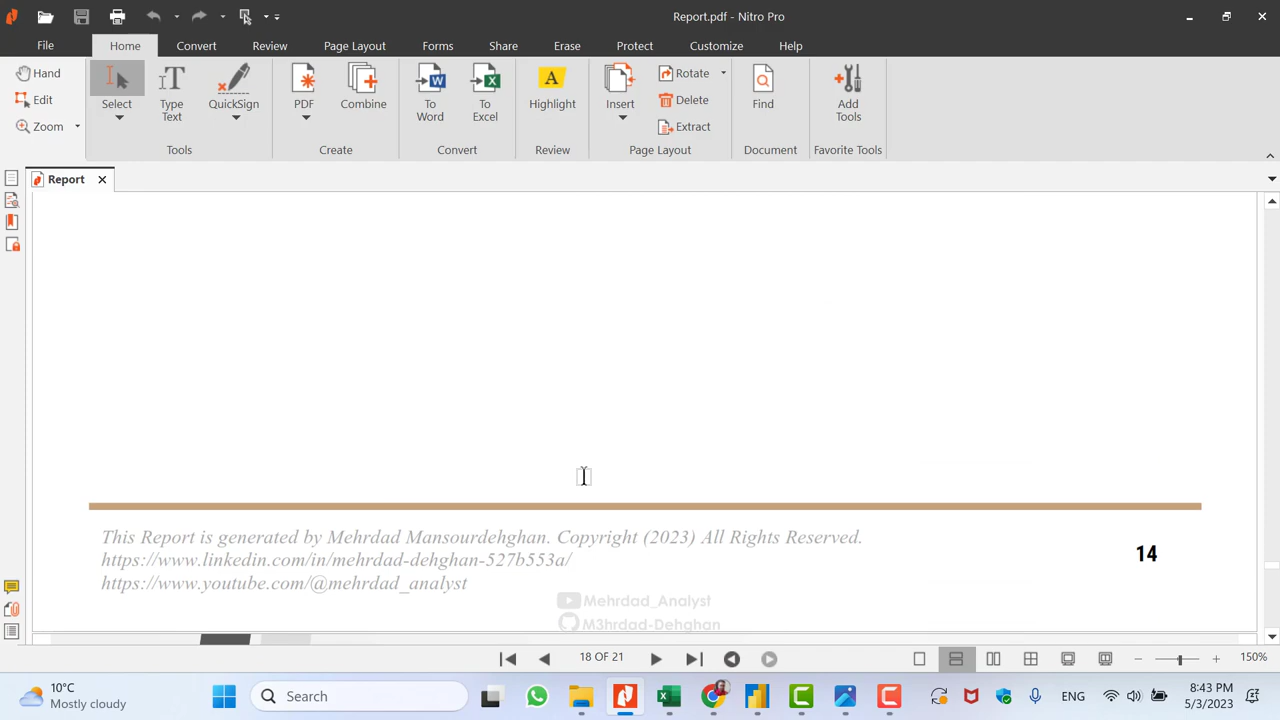 Report.pdf - Nitro Pro
File Home Convert Review Page Layout Forms Share Erase Protect Customize Help
Hand
Edit
Zoom
Select
Type Text
QuickSign
Tools
PDF
Combine
Create
To Word
To Excel
Convert
Highlight
Review
Insert
Rotate
Delete
Extract
Page Layout
Find
Document
Add Tools
Favorite Tools
Report
This Report is generated by Mehrdad Mansourdehghan. Copyright (2023) All Rights Reserved.
https://www.linkedin.com/in/mehrdad-dehghan-527b553a/
https://www.youtube.com/@mehrdad_analyst
14
Mehrdad_Analyst
M3hrdad-Dehghan
18 OF 21
150%
10°C
Mostly cloudy
Search
ENG
8:43 PM
5/3/2023